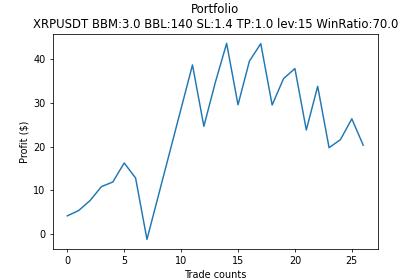 Portfolio
XRPUSDT BBM:3.0 BBL:140 SL:1.4 TP:1.0 lev:15 WinRatio:70.0
Profit ($)
40
30
20
10
0
0 5 10 15 20 25
Trade counts